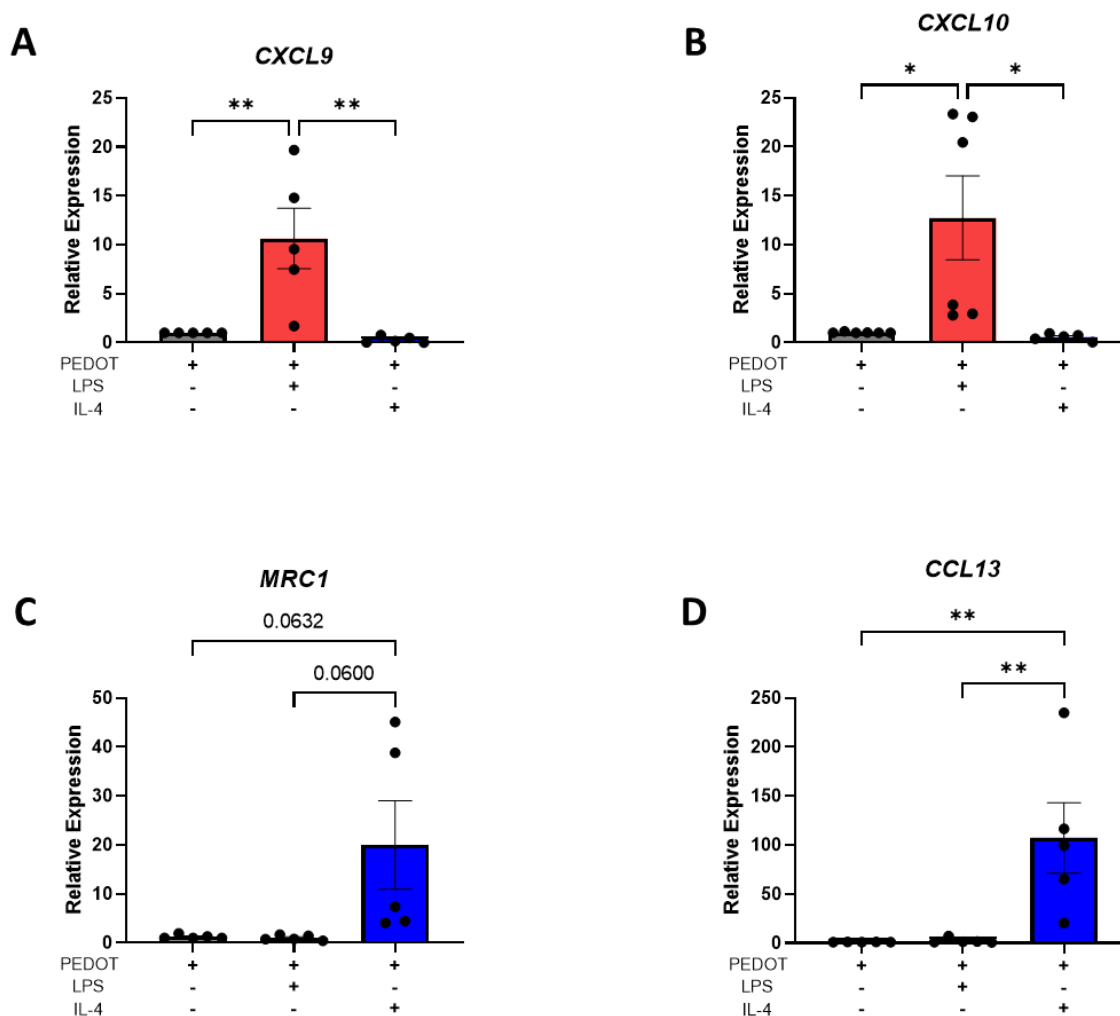 A
CXCL9
** **
Relative Expression
25
20
15
10
5
0
PEDOT + + +
LPS - + -
IL-4 - - +
B
CXCL10
* *
Relative Expression
25
20
15
10
5
0
PEDOT + + +
LPS - + -
IL-4 - - +
C
MRC1
0.0632
0.0600
Relative Expression
50
40
30
20
10
0
PEDOT + + +
LPS - + -
IL-4 - - +
D
CCL13
**
**
Relative Expression
250
200
150
100
50
0
PEDOT + + +
LPS - + -
IL-4 - - +